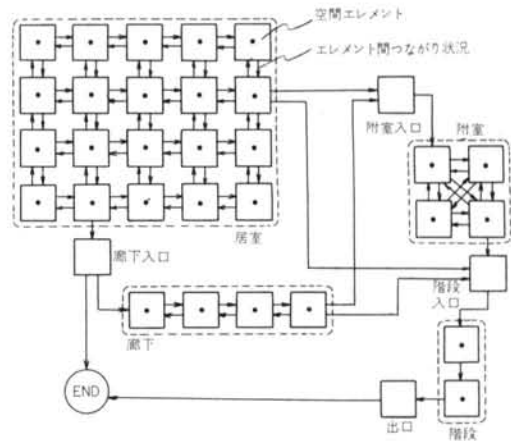 空間エレメント
エレメント間つながり状況
附室入口
附室
居室
廊下入口
階段
入口
廊下
END
出口
階段